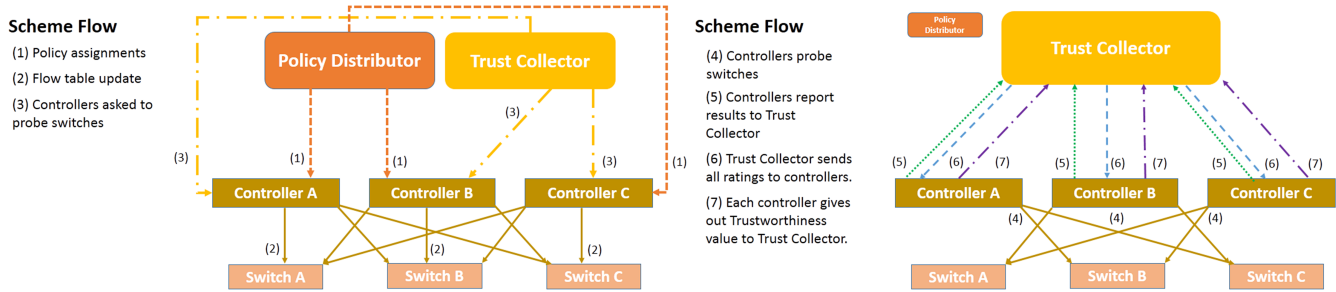 Scheme Flow
(1) Policy assignments
(2) Flow table update
(3) Controllers asked to
probe switches
Policy Distributor
Trust Collector
(3)
(3)
(1)
(1)
(3)
(1)
Controller A
Controller B
Controller C
(2)
(2)
(2)
Switch A
Switch B
Switch C
Scheme Flow
(4) Controllers probe
switches
(5) Controllers report
results to Trust
Collector
(6) Trust Collector sends
all ratings to controllers.
(7) Each controller gives
out Trustworthiness
value to Trust Collector.
Policy
Distributor
Trust Collector
(5)
(6)
(7)
(5)
(6)
(7)
(5)
(6)
(7)
Controller A
Controller B
Controller C
(4)
(4)
(4)
Switch A
Switch B
Switch C